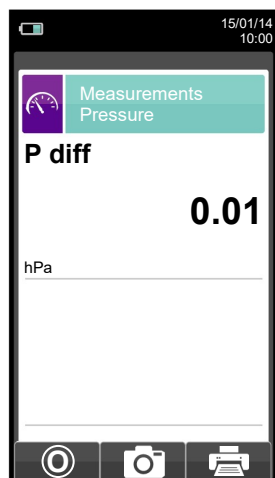 15/01/14
10:00
Measurements
Pressure
P diff
0.01
hPa